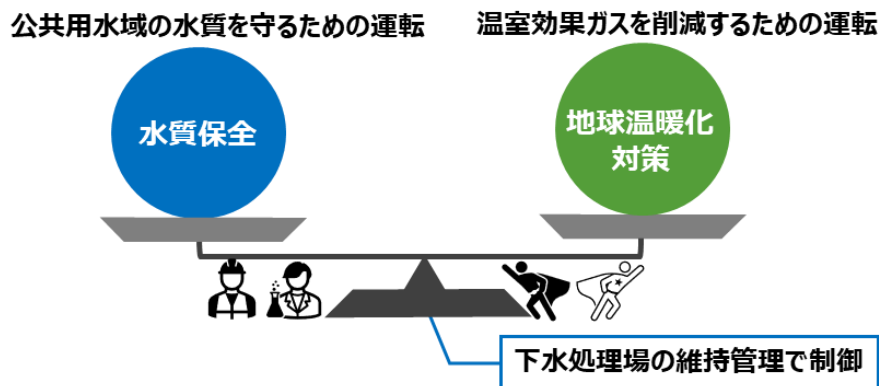 公共用水域の水質を守るための運転
温室効果ガスを削減するための運転
水質保全
地球温暖化
対策
下水処理場の維持管理で制御